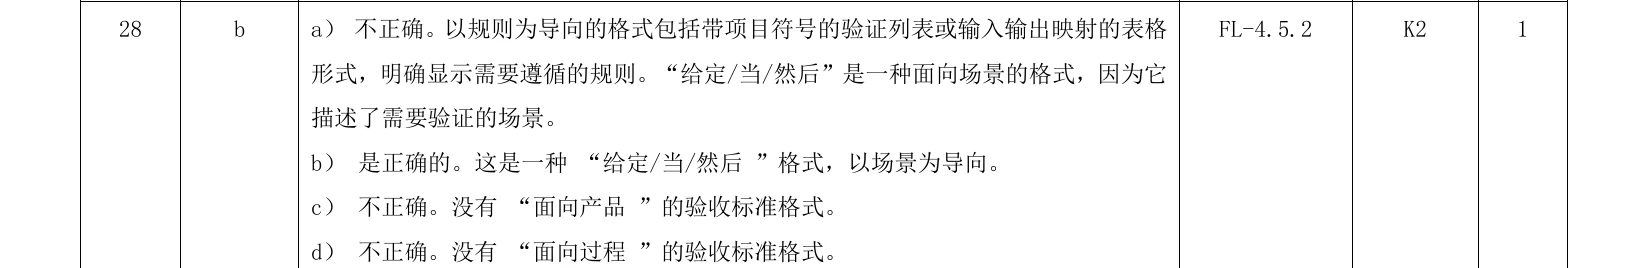 28 b a） 不正确。以规则为导向的格式包括带项目符号的验证列表或输入输出映射的表格 FL-4.5.2 K2 1
形式，明确显示需要遵循的规则。“给定/当/然后”是一种面向场景的格式，因为它
描述了需要验证的场景。
b） 是正确的。这是一种 “给定/当/然后 ”格式，以场景为导向。
c） 不正确。没有 “面向产品 ”的验收标准格式。
d） 不正确。没有 “面向过程 ”的验收标准格式。